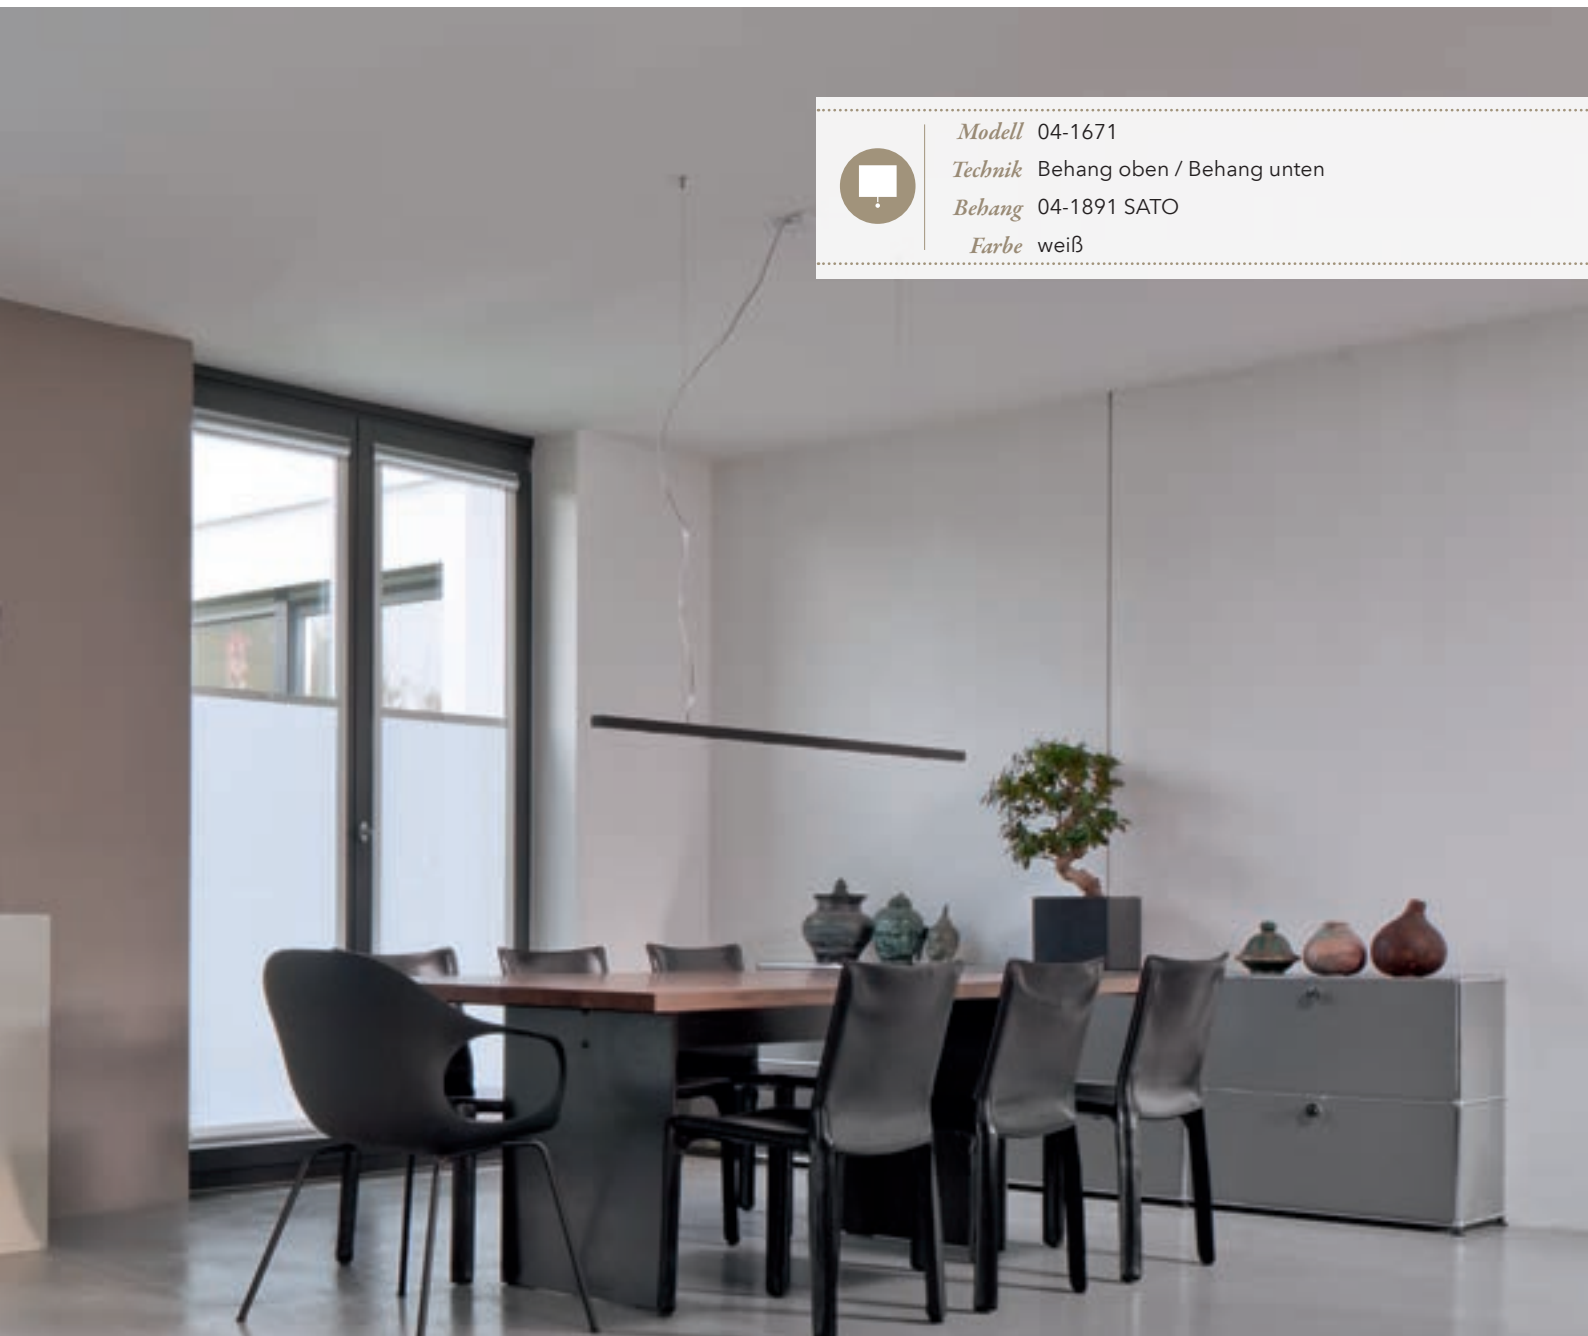 Modell 04-1671
Technik Behang oben / Behang unten
Behang 04-1891 SATO
Farbe weiß